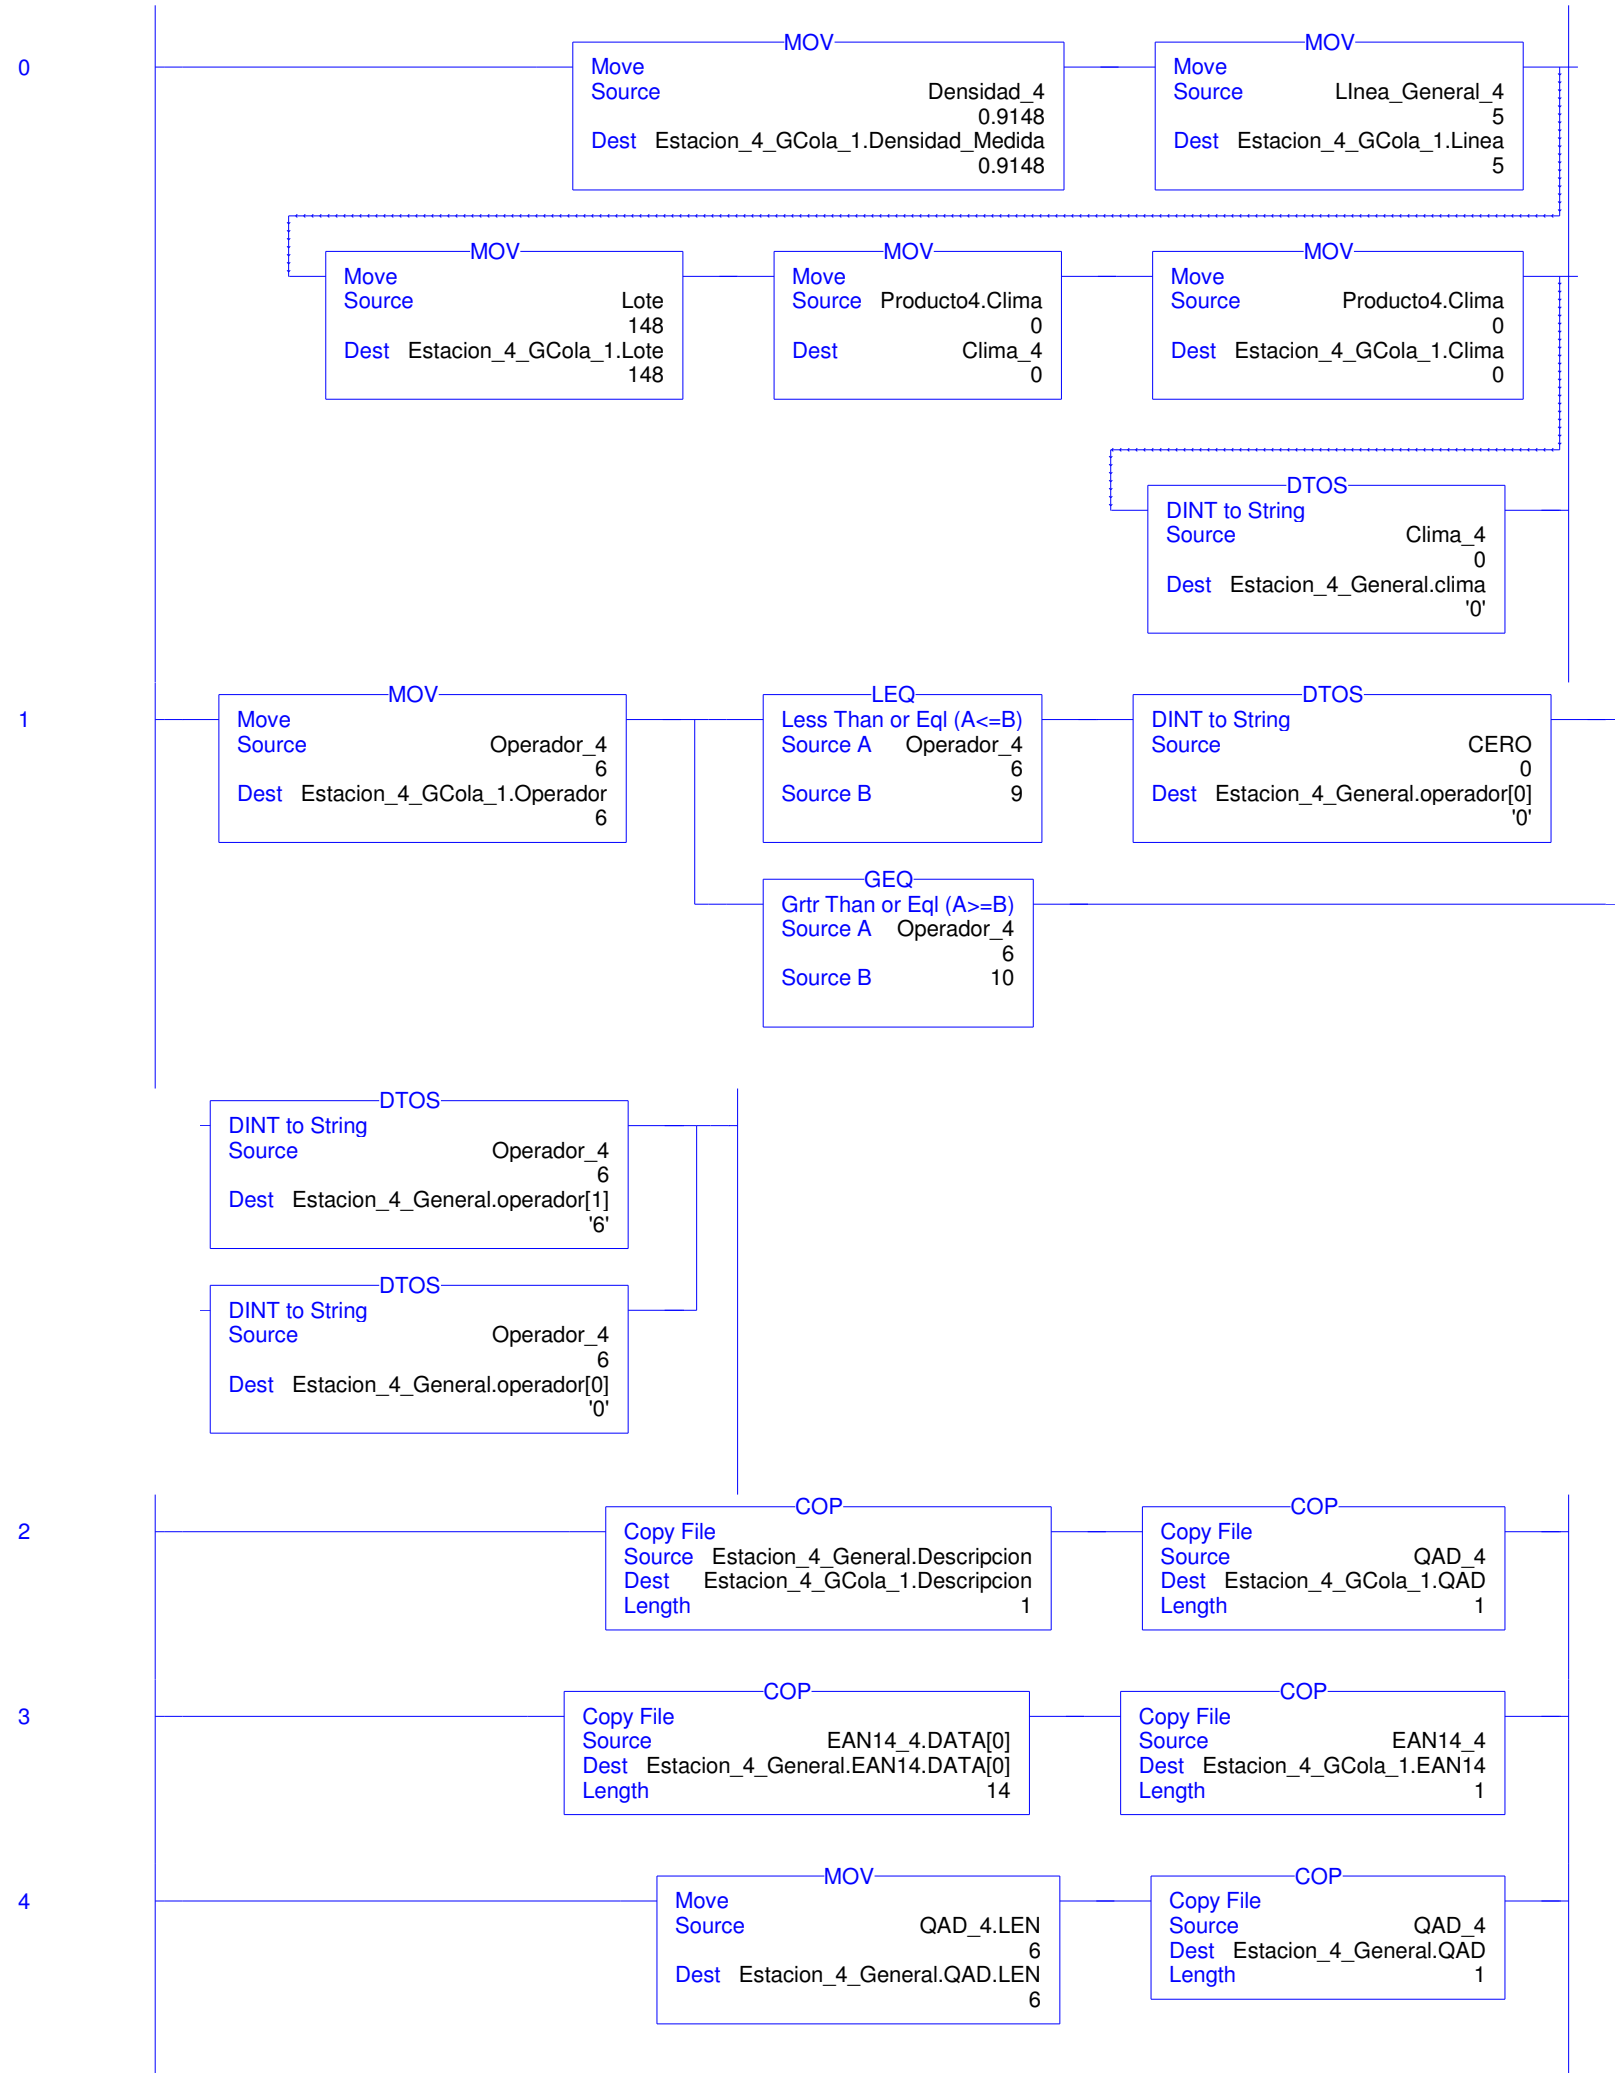 0
MOV
Move
Source Densidad_4
0.9148
Dest Estacion_4_GCola_1.Densidad_Medida
0.9148
MOV
Move
Source LInea_General_4
5
Dest Estacion_4_GCola_1.Linea
5
MOV
Move
Source Lote
148
Dest Estacion_4_GCola_1.Lote
148
MOV
Move
Source Producto4.Clima
0
Dest Clima_4
0
MOV
Move
Source Producto4.Clima
0
Dest Estacion_4_GCola_1.Clima
0
DTOS
DINT to String
Source Clima_4
0
Dest Estacion_4_General.clima
'0'
1
MOV
Move
Source Operador_4
6
Dest Estacion_4_GCola_1.Operador
6
LEQ
Less Than or Eql (A<=B)
Source A Operador_4
6
Source B 9
DTOS
DINT to String
Source CERO
0
Dest Estacion_4_General.operador[0]
'0'
GEQ
Grtr Than or Eql (A>=B)
Source A Operador_4
6
Source B 10
DTOS
DINT to String
Source Operador_4
6
Dest Estacion_4_General.operador[1]
'6'
DTOS
DINT to String
Source Operador_4
6
Dest Estacion_4_General.operador[0]
'0'
2
COP
Copy File
Source Estacion_4_General.Descripcion
Dest Estacion_4_GCola_1.Descripcion
Length 1
COP
Copy File
Source QAD_4
Dest Estacion_4_GCola_1.QAD
Length 1
3
COP
Copy File
Source EAN14_4.DATA[0]
Dest Estacion_4_General.EAN14.DATA[0]
Length 14
COP
Copy File
Source EAN14_4
Dest Estacion_4_GCola_1.EAN14
Length 1
4
MOV
Move
Source QAD_4.LEN
6
Dest Estacion_4_General.QAD.LEN
6
COP
Copy File
Source QAD_4
Dest Estacion_4_General.QAD
Length 1